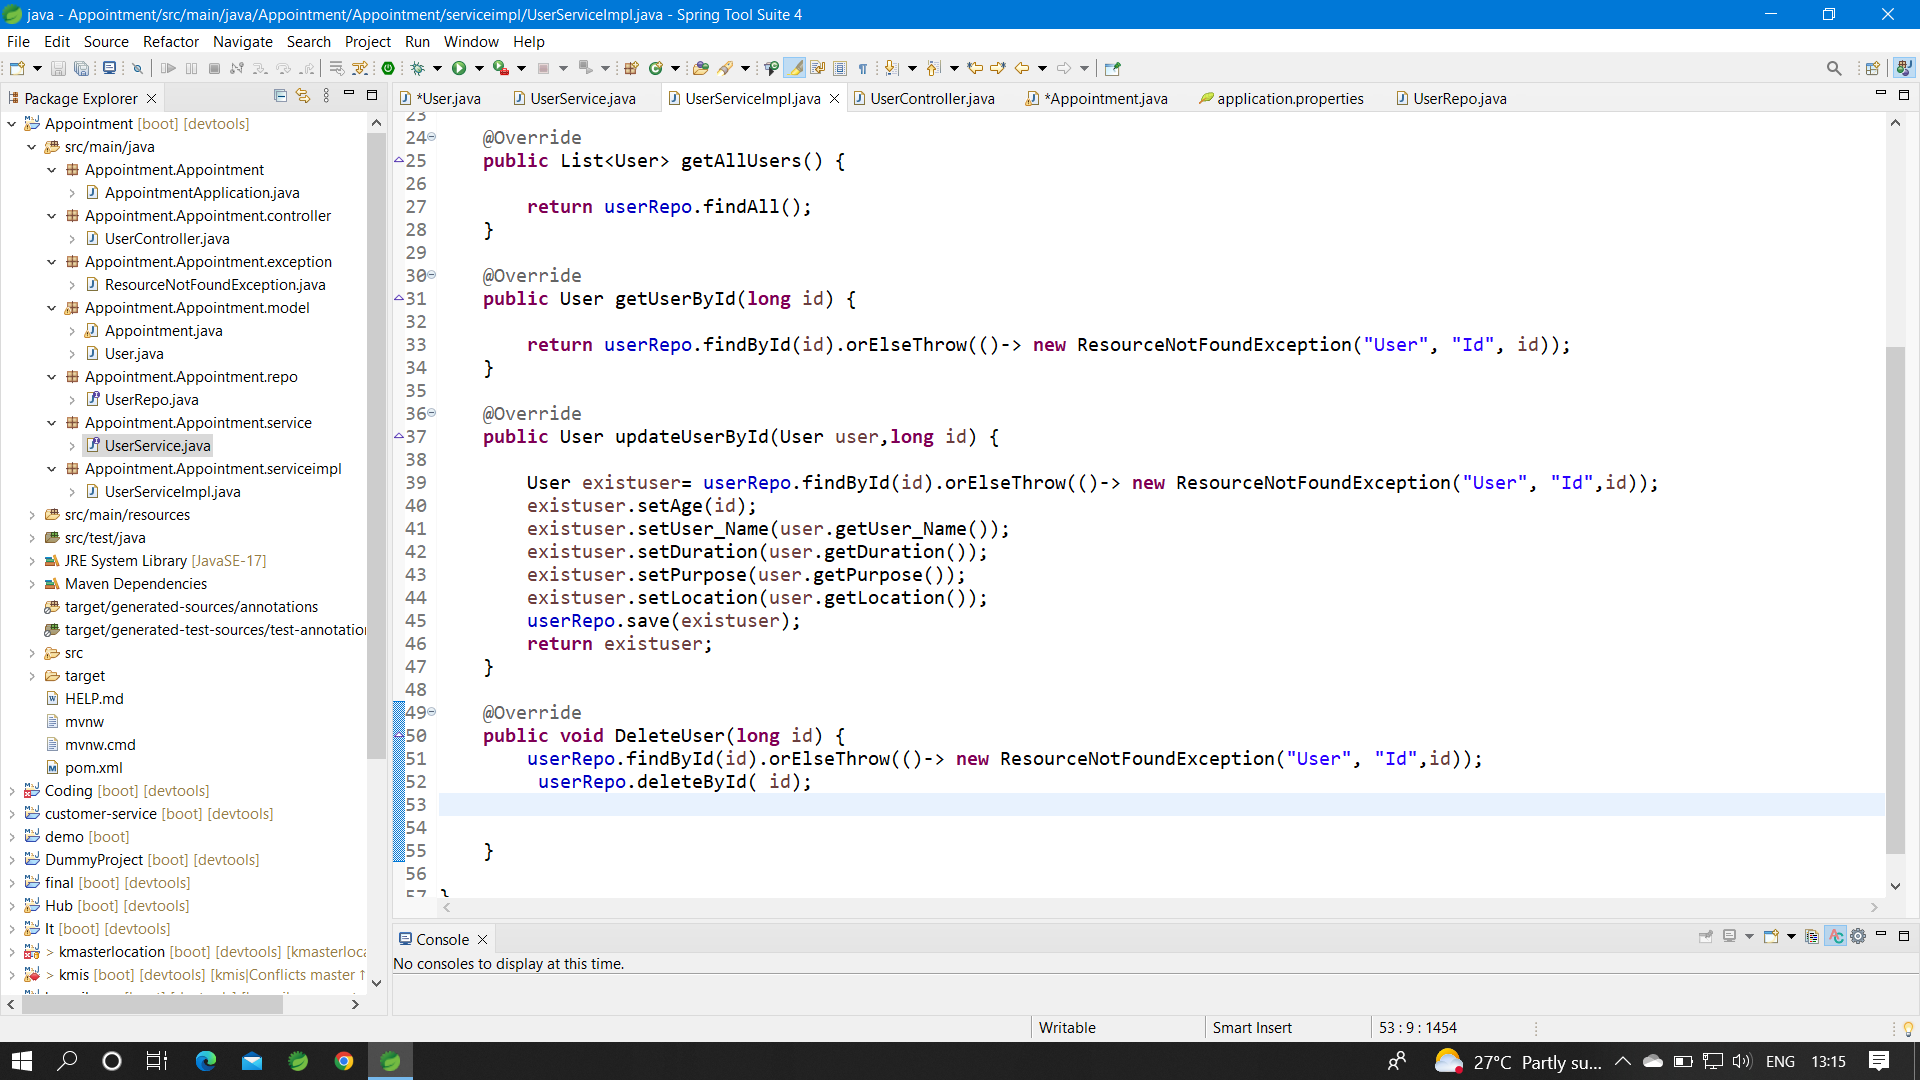 java - Appointment/src/main/java/Appointment/Appointment/serviceimpl/UserServiceImpl.java - Spring Tool Suite 4
File Edit Source Refactor Navigate Search Project Run Window Help
Package Explorer
*User.java UserService.java UserServiceImpl.java UserController.java *Appointment.java application.properties UserRepo.java
Appointment [boot] [devtools]
src/main/java
Appointment.Appointment
AppointmentApplication.java
Appointment.Appointment.controller
UserController.java
Appointment.Appointment.exception
ResourceNotFoundException.java
Appointment.Appointment.model
Appointment.java
User.java
Appointment.Appointment.repo
UserRepo.java
Appointment.Appointment.service
UserService.java
Appointment.Appointment.serviceimpl
UserServiceImpl.java
src/main/resources
src/test/java
JRE System Library [JavaSE-17]
Maven Dependencies
target/generated-sources/annotations
target/generated-test-sources/test-annotation
src
target
HELP.md
mvnw
mvnw.cmd
pom.xml
Coding [boot] [devtools]
customer-service [boot] [devtools]
demo [boot]
DummyProject [boot] [devtools]
final [boot] [devtools]
Hub [boot] [devtools]
It [boot] [devtools]
> kmasterlocation [boot] [devtools] [kmasterloca
> kmis [boot] [devtools] [kmis|Conflicts master ↑
23
24 @Override
25 public List<User> getAllUsers() {
26
27 return userRepo.findAll();
28 }
29
30 @Override
31 public User getUserById(long id) {
32
33 return userRepo.findById(id).orElseThrow(()-> new ResourceNotFoundException("User", "Id", id));
34 }
35
36 @Override
37 public User updateUserById(User user,long id) {
38
39 User existuser= userRepo.findById(id).orElseThrow(()-> new ResourceNotFoundException("User", "Id",id));
40 existuser.setAge(id);
41 existuser.setUser_Name(user.getUser_Name());
42 existuser.setDuration(user.getDuration());
43 existuser.setPurpose(user.getPurpose());
44 existuser.setLocation(user.getLocation());
45 userRepo.save(existuser);
46 return existuser;
47 }
48
49 @Override
50 public void DeleteUser(long id) {
51 userRepo.findById(id).orElseThrow(()-> new ResourceNotFoundException("User", "Id",id));
52 userRepo.deleteById( id);
53
54
55 }
56
57 }
Console
No consoles to display at this time.
Writable Smart Insert 53 : 9 : 1454
27°C Partly su... ENG 13:15